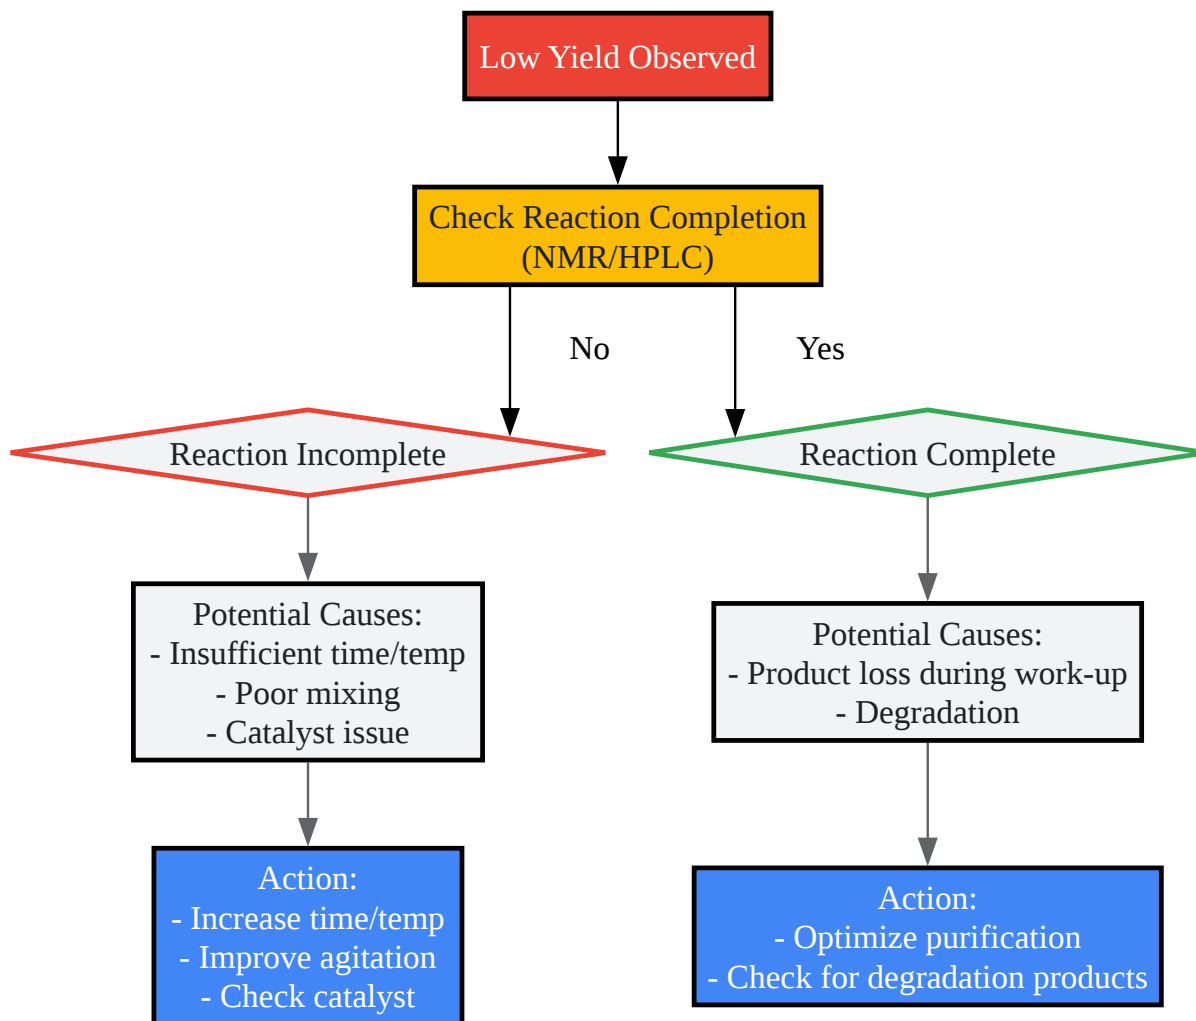 Low Yield Observed
Check Reaction Completion
(NMR/HPLC)
No
Yes
Reaction Incomplete
Reaction Complete
Potential Causes:
- Insufficient time/temp
- Poor mixing
- Catalyst issue
Potential Causes:
- Product loss during work-up
- Degradation
Action:
- Increase time/temp
- Improve agitation
- Check catalyst
Action:
- Optimize purification
- Check for degradation products